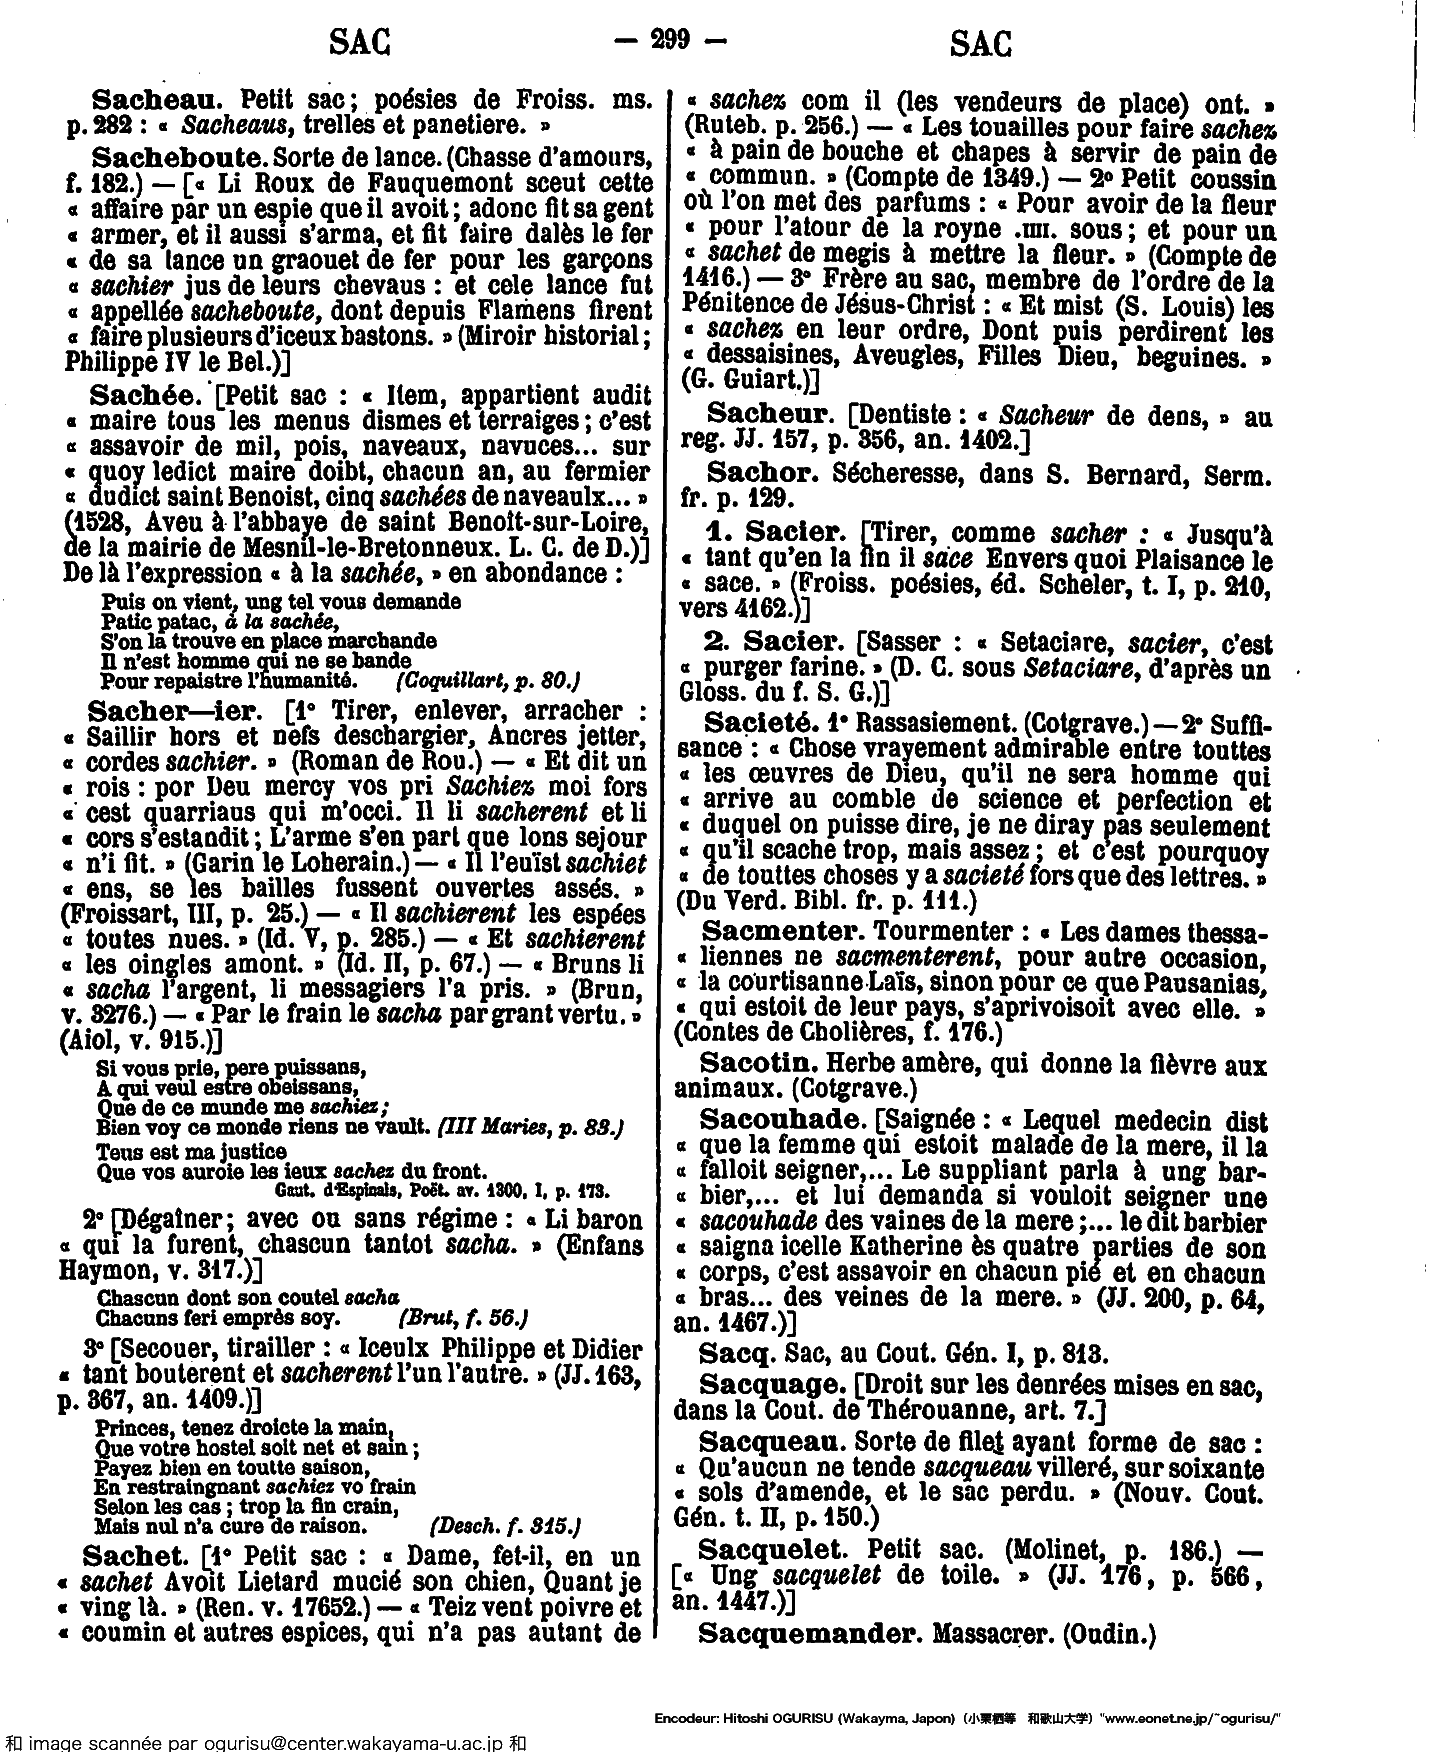 SAC — 299 — SAC
Sacheau. Petit sac; poésies de Froiss. ms.
p. 282 : « Sacheaus, trelles et panetiere. »
Sacheboute. Sorte de lance. (Chasse d'amours,
f. 182.) — [« Li Roux de Fauquemont sceut cette
« affaire par un espie que il avoit; adonc fit sa gent
« armer, et il aussi s'arma, et fit faire dalès le fer
« de sa lance un graouet de fer pour les garçons
« sachier jus de leurs chevaus : et cele lance fut
« appellée sacheboute, dont depuis Flamens firent
« faire plusieurs d'iceux bastons. » (Miroir historial;
Philippe IV le Bel.)]
Sachée. [Petit sac : « Item, appartient audit
« maire tous les menus dismes et terraiges; c'est
« assavoir de mil, pois, naveaux, navuces... sur
« quoy ledict maire doibt, chacun an, au fermier
« dudict saint Benoist, cinq sachées de naveaulx... »
(1528, Aveu à l'abbaye de saint Benoît-sur-Loire,
de la mairie de Mesnil-le-Bretonneux. L. C. de D.)]
De là l'expression « à la sachée, » en abondance :
Puis on vient, ung tel vous demande
Patic patac, à la sachée,
S'on la trouve en place marchande
Il n'est homme qui ne se bande
Pour repaistre l'humanité. (Coquillart, p. 80.)
Sacher—ier. [1° Tirer, enlever, arracher :
« Saillir hors et nefs deschargier, Ancres jetter,
« cordes sachier. » (Roman de Rou.) — « Et dit un
« rois : por Deu mercy vos pri Sachiez moi fors
« cest quarriaus qui m'occi. Il li sacherent et li
« cors s'estandit; L'arme s'en part que lons sejour
« n'i fit. » (Garin le Loherain.) — « Il l'euïst sachiet
« ens, se les bailles fussent ouvertes assés. »
(Froissart, III, p. 25.) — « Il sachierent les espées
« toutes nues. » (Id. V, p. 285.) — « Et sachierent
« les oingles amont. » (Id. II, p. 67.) — « Bruns li
« sacha l'argent, li messagiers l'a pris. » (Brun,
v. 3276.) — « Par le frain le sacha par grant vertu. »
(Aiol, v. 915.)]
Si vous prie, pere puissans,
A qui veul estre obeissans,
Que de ce munde me sachiez;
Bien voy ce monde riens ne vault. (III Maries, p. 83.)
Teus est ma justice
Que vos auroie les ieux sachez du front.
Gaut. d'Espinais, Poët. av. 1300, I, p. 173.
2° [Dégaîner; avec ou sans régime : « Li baron
« qui la furent, chascun tantot sacha. » (Enfans
Haymon, v. 317.)]
Chascun dont son coutel sacha
Chacuns feri emprès soy. (Brut, f. 56.)
3° [Secouer, tirailler : « Iceulx Philippe et Didier
« tant bouterent et sacherent l'un l'autre. » (JJ. 163,
p. 367, an. 1409.)]
Princes, tenez droicte la main,
Que votre hostel soit net et sain;
Payez bien en toutte saison,
En restraingnant sachiez vo frain
Selon les cas; trop la fin crain,
Mais nul n'a cure de raison. (Desch. f. 315.)
Sachet. [1° Petit sac : « Dame, fet-il, en un
« sachet Avoit Lietard mucié son chien, Quant je
« ving là. » (Ren. v. 17652.) — « Teiz vent poivre et
« coumin et autres espices, qui n'a pas autant de
« sachez com il (les vendeurs de place) ont. »
(Ruteb. p. 256.) — « Les touailles pour faire sachez
« à pain de bouche et chapes à servir de pain de
« commun. » (Compte de 1349.) — 2° Petit coussin
où l'on met des parfums : « Pour avoir de la fleur
« pour l'atour de la royne .IIII. sous; et pour un
« sachet de megis à mettre la fleur. » (Compte de
1416.) — 3° Frère au sac, membre de l'ordre de la
Pénitence de Jésus-Christ : « Et mist (S. Louis) les
« sachez en leur ordre, Dont puis perdirent les
« dessaisines, Aveugles, Filles Dieu, beguines. »
(G. Guiart.)]
Sacheur. [Dentiste : « Sacheur de dens, » au
reg. JJ. 157, p. 356, an. 1402.]
Sachor. Sécheresse, dans S. Bernard, Serm.
fr. p. 129.
1. Sacier. [Tirer, comme sacher : « Jusqu'à
« tant qu'en la fin il sace Envers quoi Plaisance le
« sace. » (Froiss. poésies, éd. Scheler, t. I, p. 210,
vers 4162.)]
2. Sacier. [Sasser : « Setaciare, sacier, c'est
« purger farine. » (D. C. sous Setaciare, d'après un
Gloss. du f. S. G.)]
Sacieté. 1° Rassasiement. (Cotgrave.) — 2° Suffi-
sance : « Chose vrayement admirable entre touttes
« les œuvres de Dieu, qu'il ne sera homme qui
« arrive au comble de science et perfection et
« duquel on puisse dire, je ne diray pas seulement
« qu'il scache trop, mais assez; et c'est pourquoy
« de touttes choses y a sacieté fors que des lettres. »
(Du Verd. Bibl. fr. p. 111.)
Sacmenter. Tourmenter : « Les dames thessa-
« liennes ne sacmenterent, pour autre occasion,
« la courtisanne Laïs, sinon pour ce que Pausanias,
« qui estoit de leur pays, s'aprivoisoit avec elle. »
(Contes de Cholières, f. 176.)
Sacotin. Herbe amère, qui donne la fièvre aux
animaux. (Cotgrave.)
Sacouhade. [Saignée : « Lequel medecin dist
« que la femme qui estoit malade de la mere, il la
« falloit seigner,... Le suppliant parla à ung bar-
« bier,... et lui demanda si vouloit seigner une
« sacouhade des vaines de la mere;... le dit barbier
« saigna icelle Katherine ès quatre parties de son
« corps, c'est assavoir en chacun pié et en chacun
« bras... des veines de la mere. » (JJ. 200, p. 64,
an. 1467.)]
Sacq. Sac, au Cout. Gén. I, p. 813.
Sacquage. [Droit sur les denrées mises en sac,
dans la Cout. de Thérouanne, art. 7.]
Sacqueau. Sorte de filet ayant forme de sac :
« Qu'aucun ne tende sacqueau villeré, sur soixante
« sols d'amende, et le sac perdu. » (Nouv. Cout.
Gén. t. II, p. 150.)
Sacquelet. Petit sac. (Molinet, p. 186.) —
[« Ung sacquelet de toile. » (JJ. 176, p. 566,
an. 1447.)]
Sacquemander. Massacrer. (Oudin.)
Encodeur: Hitoshi OGURISU (Wakayma, Japon) (小栗栖等 和歌山大学) "www.eonet.ne.jp/~ogurisu/"
和 image scannée par ogurisu@center.wakayama-u.ac.jp 和